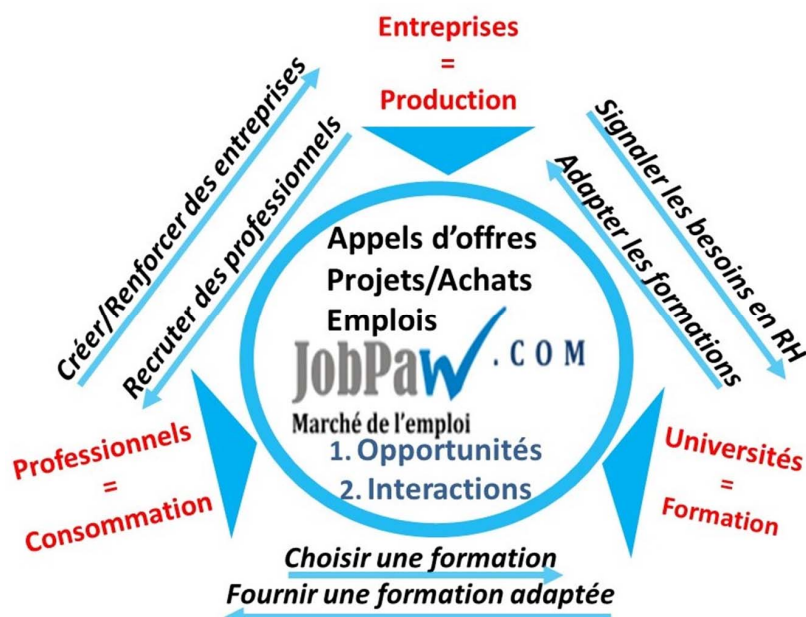 Entreprises
=
Production
Créer/Renforcer des entreprises
Recruter des professionnels
Signaler les besoins en RH
Adapter les formations
Appels d'offres
Projets/Achats
Emplois
JobPaw.COM
Marché de l'emploi
1. Opportunités
2. Interactions
Professionnels
=
Consommation
Universités
=
Formation
Choisir une formation
Fournir une formation adaptée